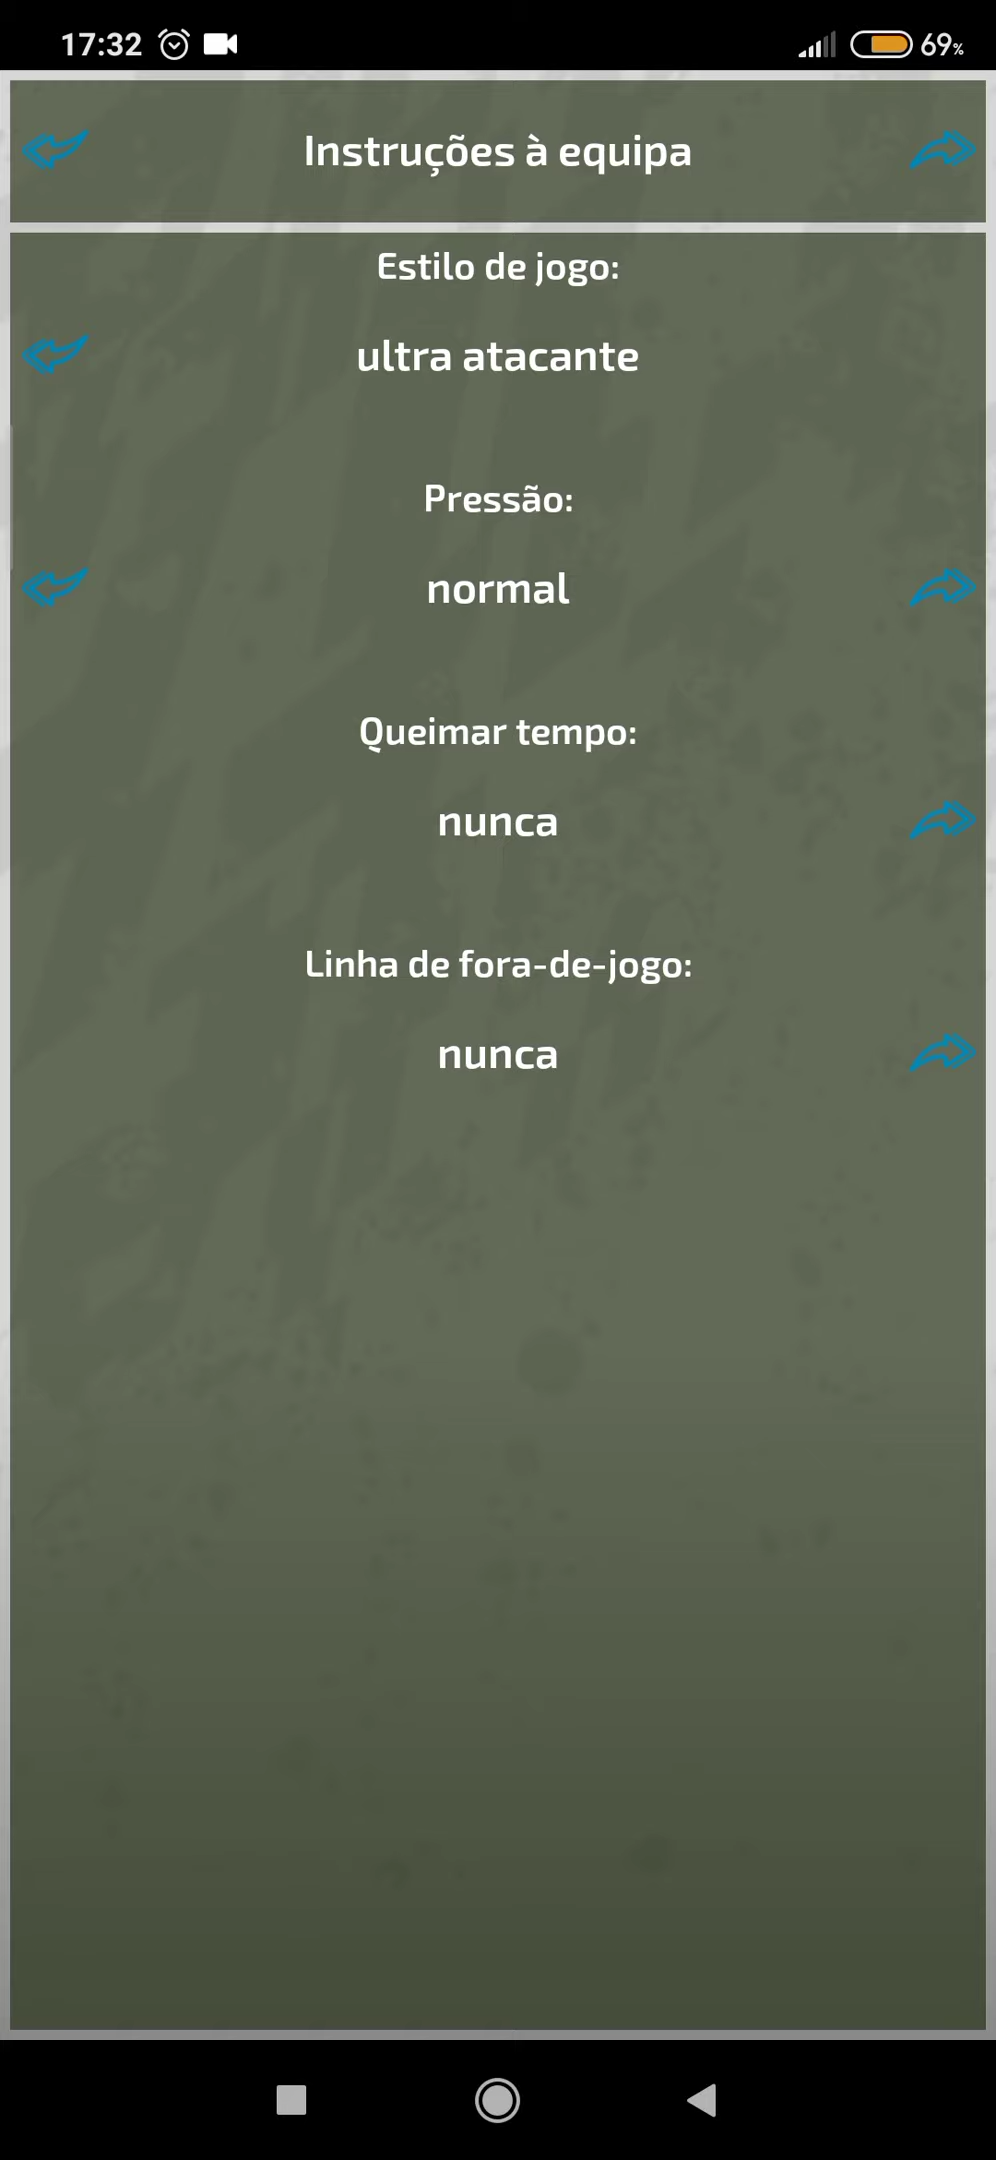 17:32
69%
Instruções à equipa
Estilo de jogo:
ultra atacante
Pressão:
normal
Queimar tempo:
nunca
Linha de fora-de-jogo:
nunca